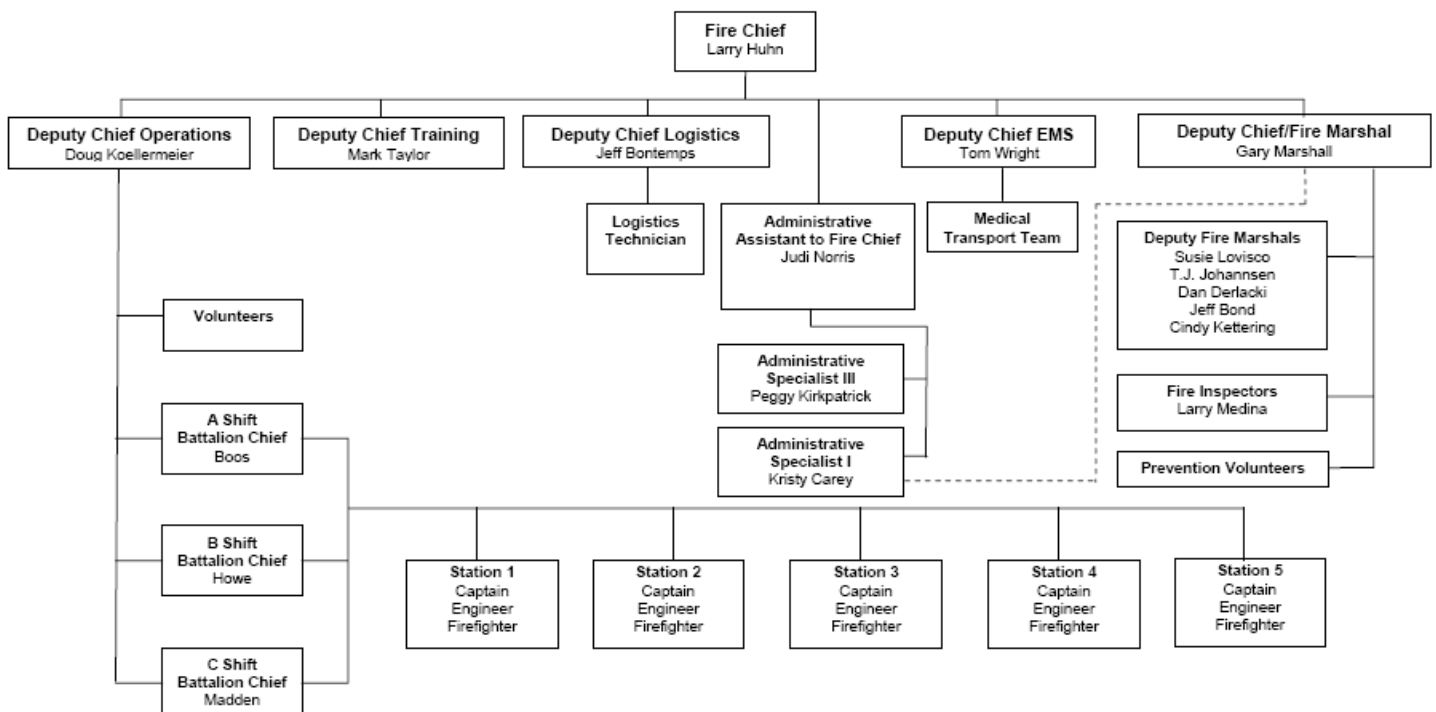 Fire Chief
Larry Huhn
Deputy Chief Operations
Doug Koellermeier
Deputy Chief Training
Mark Taylor
Deputy Chief Logistics
Jeff Bontemps
Deputy Chief EMS
Tom Wright
Deputy Chief/Fire Marshal
Gary Marshall
Logistics
Technician
Administrative
Assistant to Fire Chief
Judi Norris
Medical
Transport Team
Deputy Fire Marshals
Susie Lovisco
T.J. Johannsen
Dan Derlacki
Jeff Bond
Cindy Kettering
Volunteers
Administrative
Specialist III
Peggy Kirkpatrick
Fire Inspectors
Larry Medina
A Shift
Battalion Chief
Boos
Administrative
Specialist I
Kristy Carey
Prevention Volunteers
B Shift
Battalion Chief
Howe
Station 1
Captain
Engineer
Firefighter
Station 2
Captain
Engineer
Firefighter
Station 3
Captain
Engineer
Firefighter
Station 4
Captain
Engineer
Firefighter
Station 5
Captain
Engineer
Firefighter
C Shift
Battalion Chief
Madden